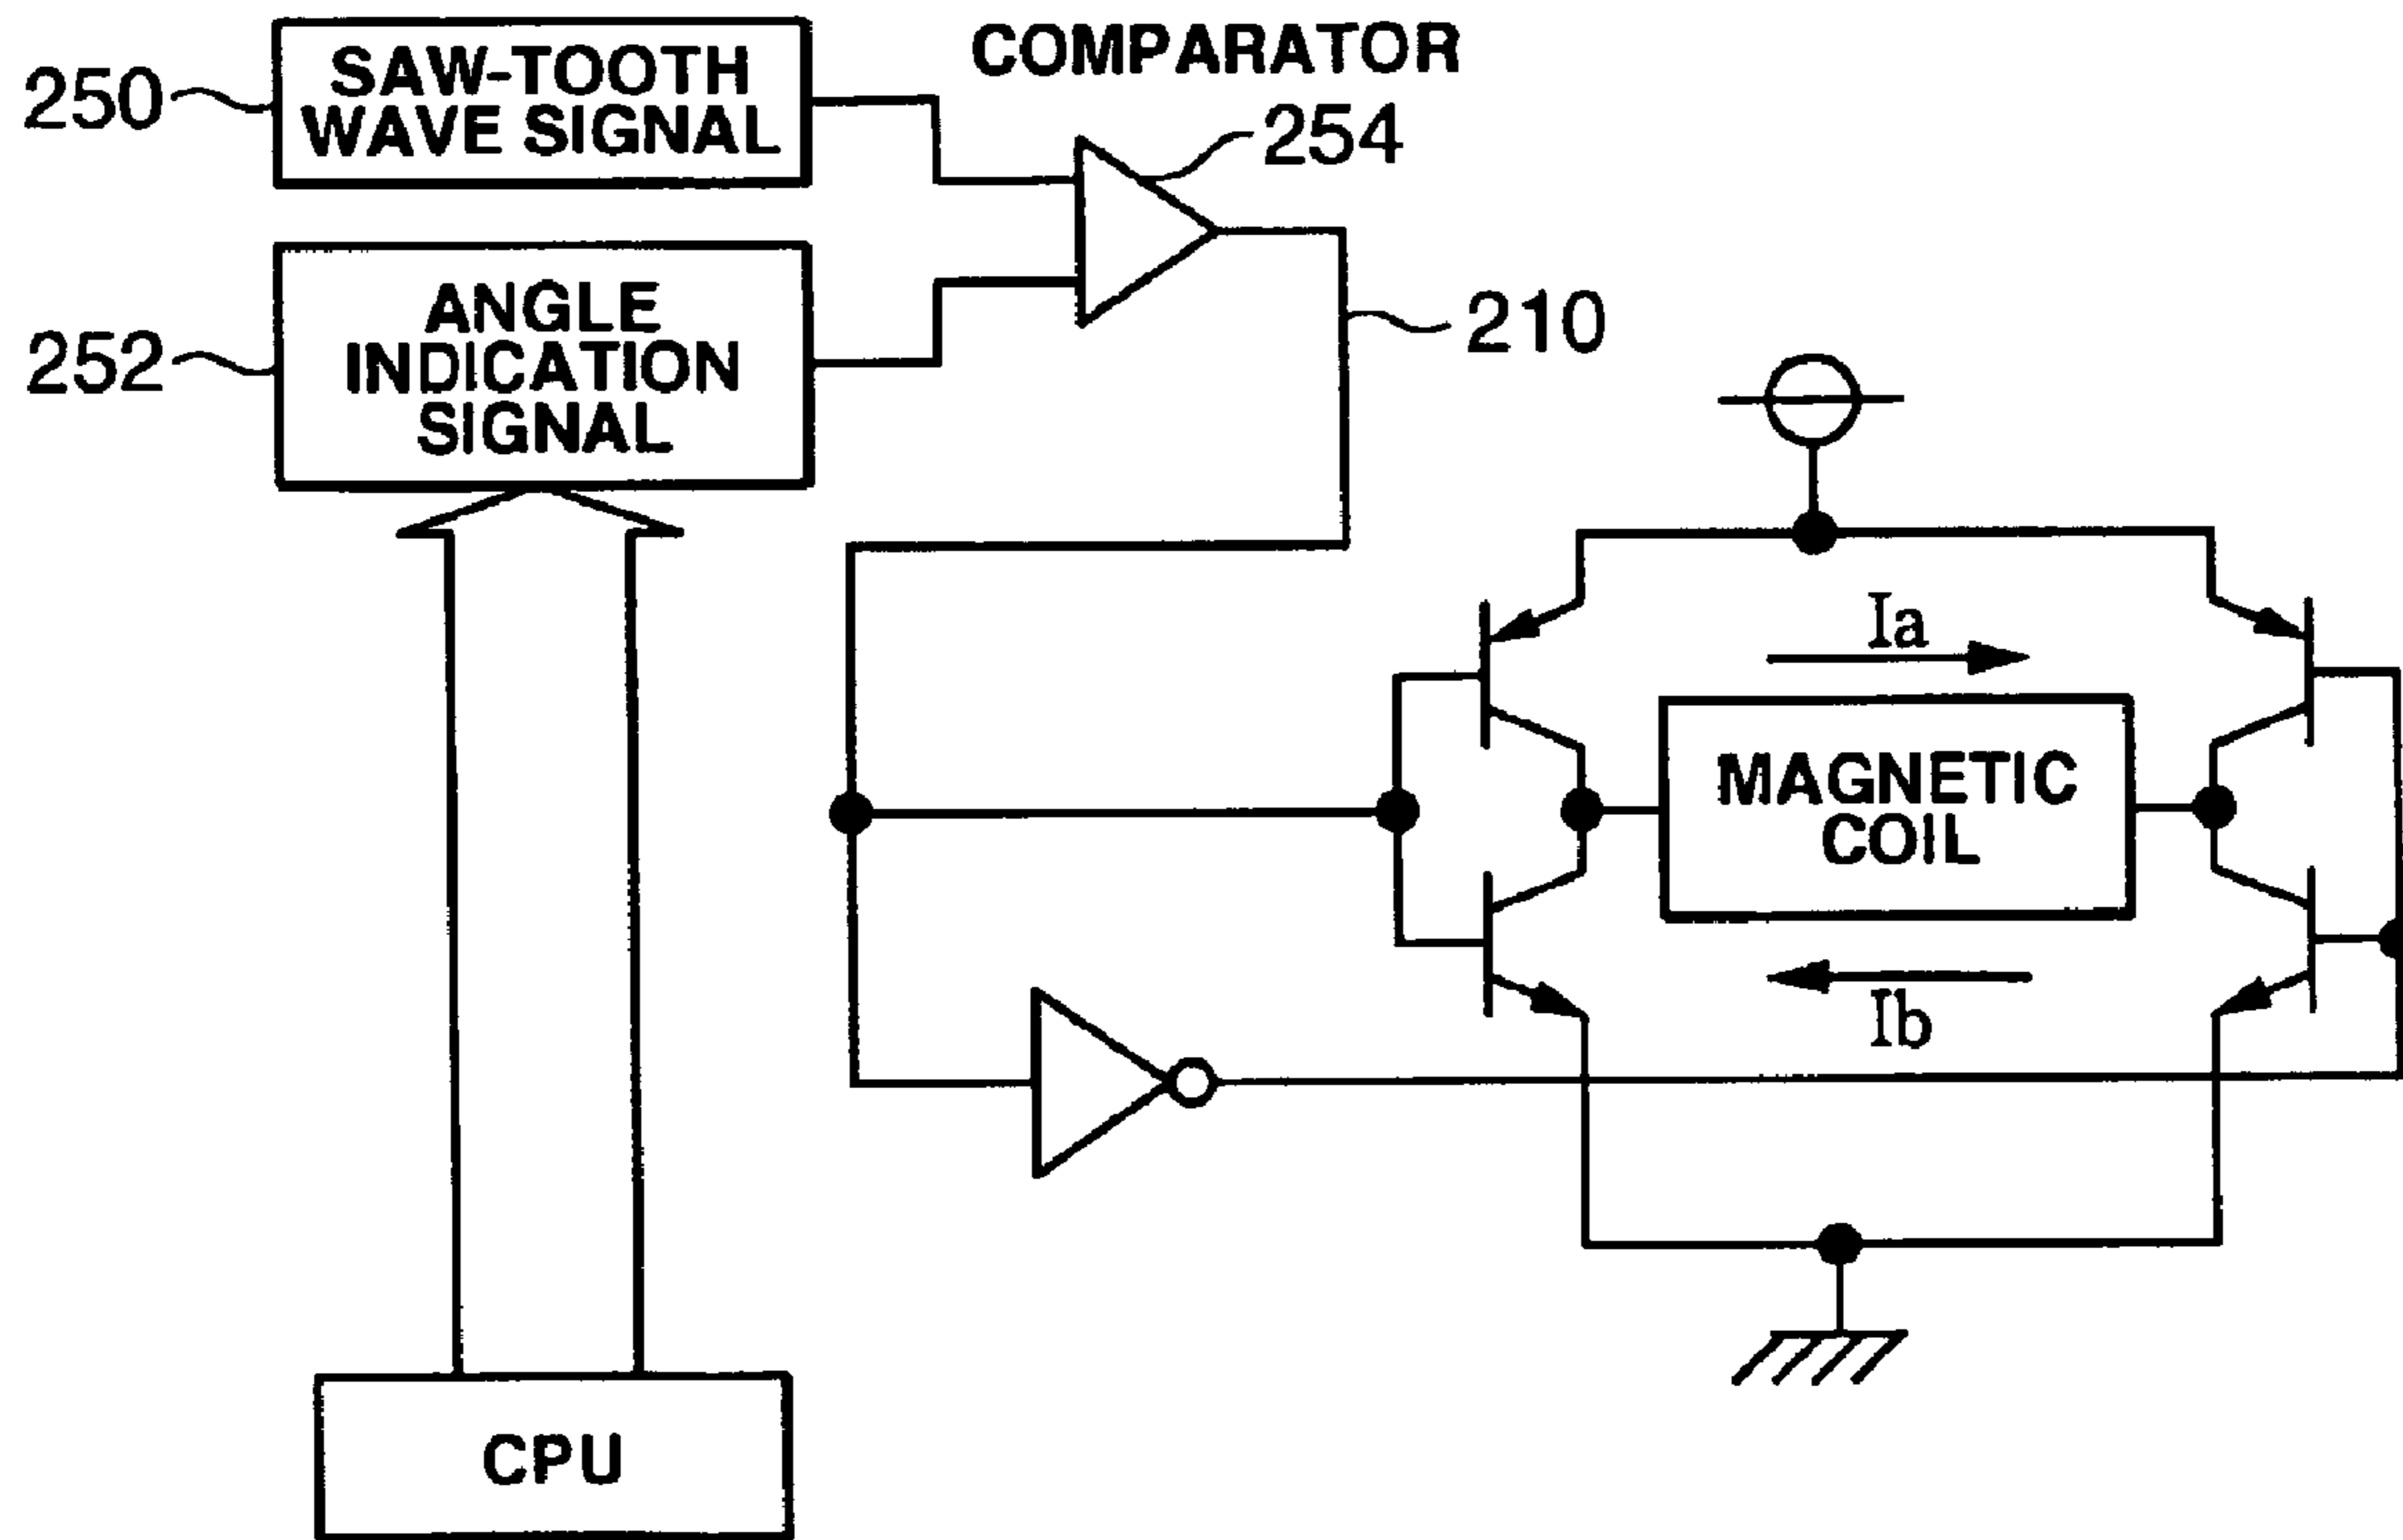 250
SAW-TOOTH
WAVE SIGNAL
COMPARATOR
254
252
ANGLE
INDICATION
SIGNAL
210
Ia
MAGNETIC
COIL
Ib
CPU